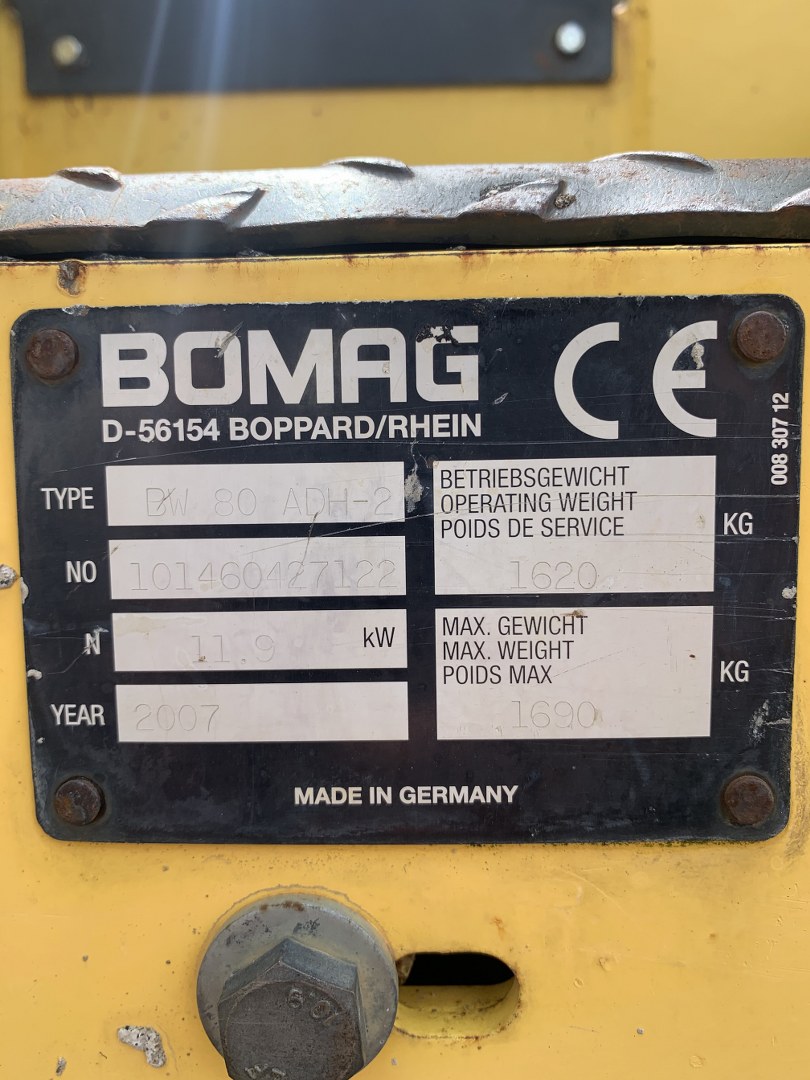 BOMAG CE
D-56154 BOPPARD/RHEIN
008 307 12
TYPE BW 80 ADH-2
NO 101460427122
N 11.9 kW
YEAR 2007
BETRIEBSGEWICHT
OPERATING WEIGHT
POIDS DE SERVICE
1620 KG
MAX. GEWICHT
MAX. WEIGHT
POIDS MAX
1690 KG
MADE IN GERMANY
10.9